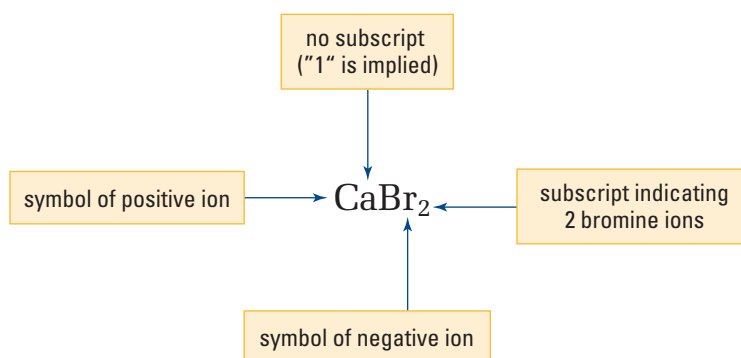 no subscript
(”1“ is implied)
symbol of positive ion
CaBr₂
subscript indicating
2 bromine ions
symbol of negative ion